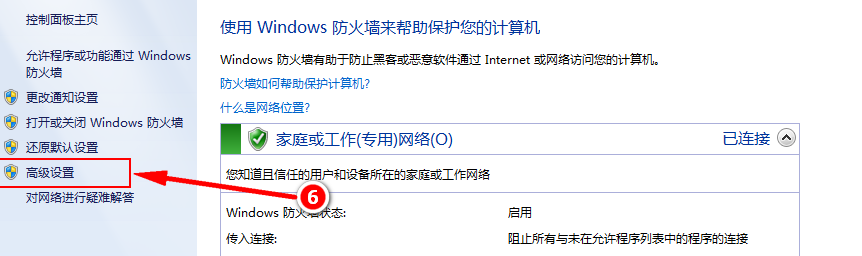 控制面板主页
允许程序或功能通过 Windows
防火墙
更改通知设置
打开或关闭 Windows 防火墙
还原默认设置
高级设置
对网络进行疑难解答
使用 Windows 防火墙来帮助保护您的计算机
Windows 防火墙有助于防止黑客或恶意软件通过 Internet 或网络访问您的计算机。
防火墙如何帮助保护计算机?
什么是网络位置?
家庭或工作(专用)网络(O) 已连接
您知道且信任的用户和设备所在的家庭或工作网络
6
Windows 防火墙状态: 启用
传入连接: 阻止所有与未在允许程序列表中的程序的连接